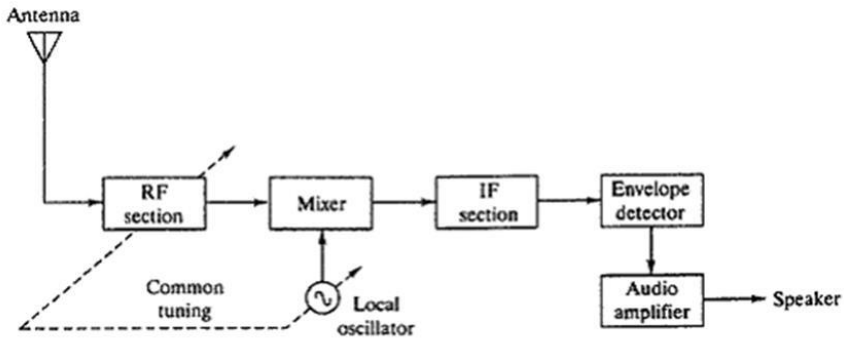 Antenna
RF
section
Mixer
IF
section
Envelope
detector
Common
tuning
Local
oscillator
Audio
amplifier
Speaker